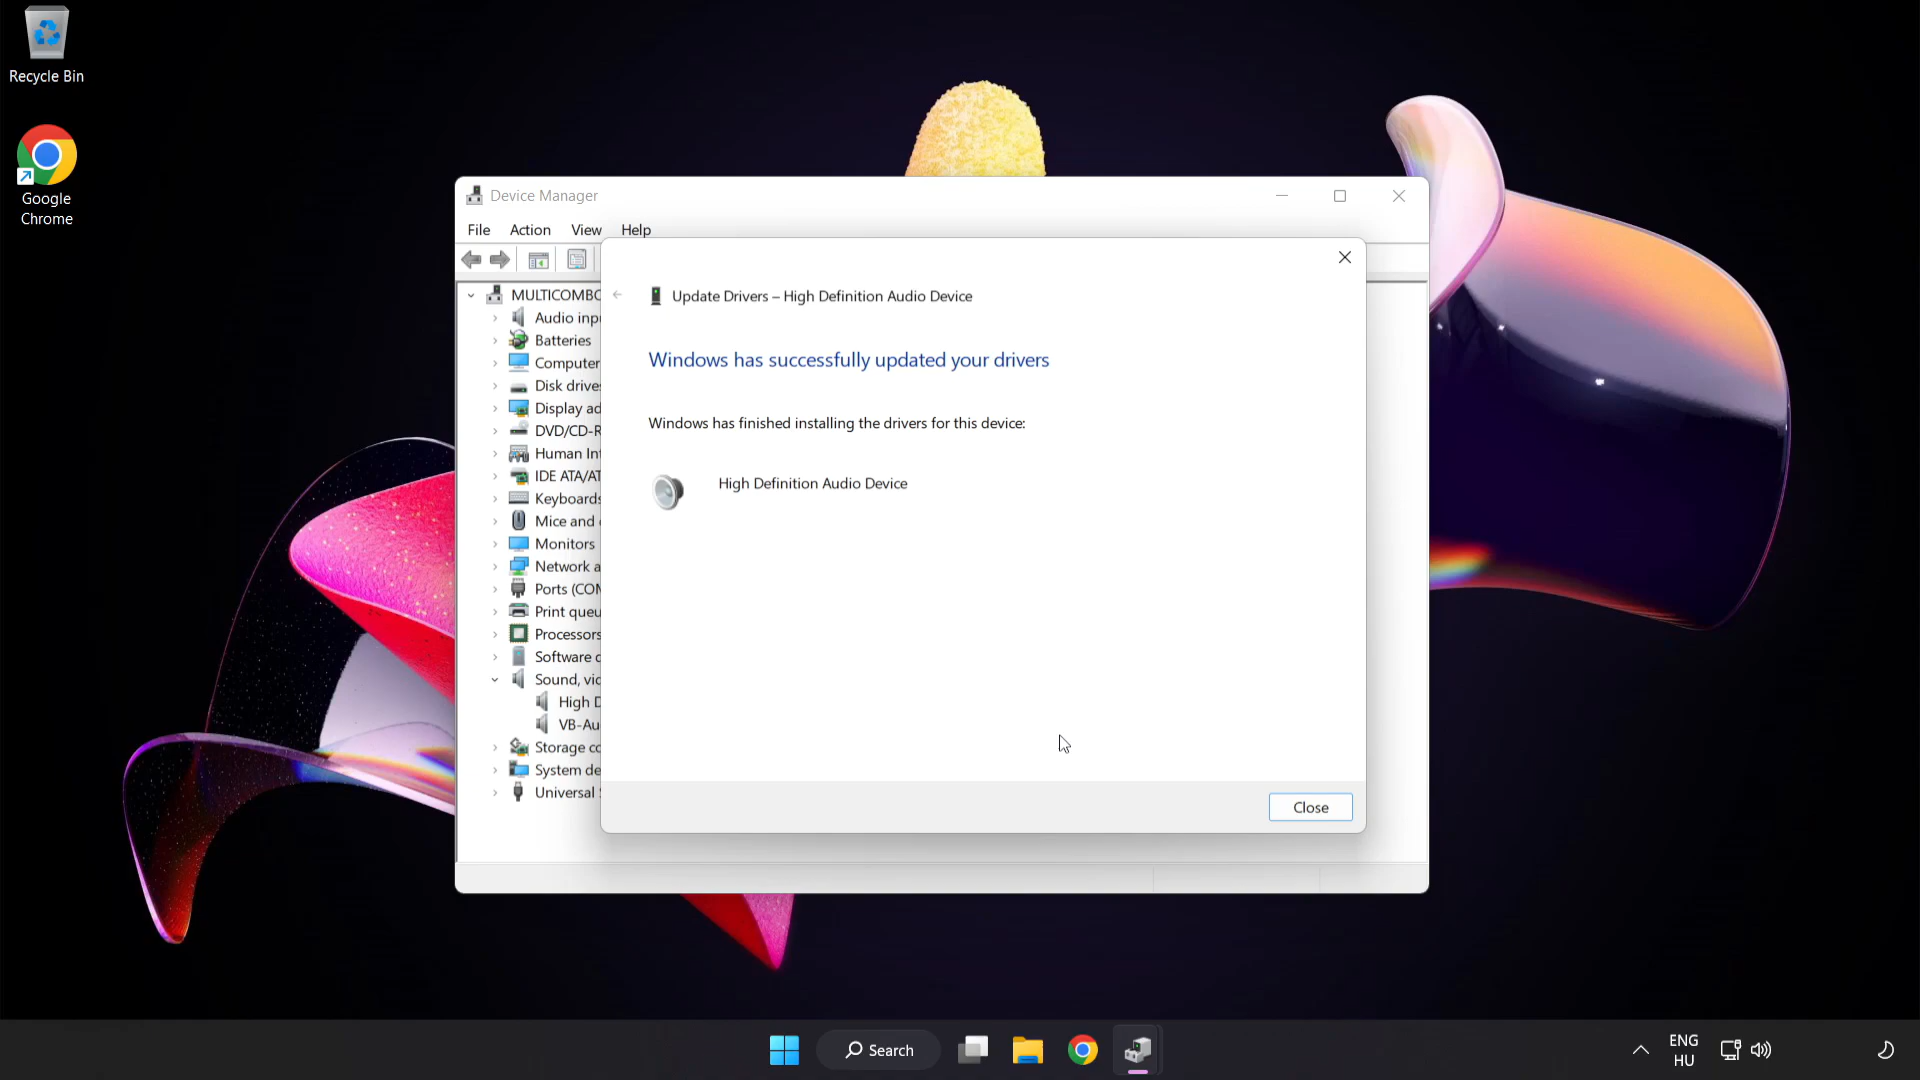 Recycle Bin
Google
Chrome
Device Manager
File Action View Help
MULTICOMBO
Audio inpu
Batteries
Computer
Disk drives
Display ad
DVD/CD-R
Human Int
IDE ATA/AT
Keyboards
Mice and
Monitors
Network a
Ports (COM
Print queu
Processors
Software d
Sound, vid
High D
VB-Au
Storage co
System de
Universal
Update Drivers – High Definition Audio Device
Windows has successfully updated your drivers
Windows has finished installing the drivers for this device:
High Definition Audio Device
Close
Search
ENG
HU